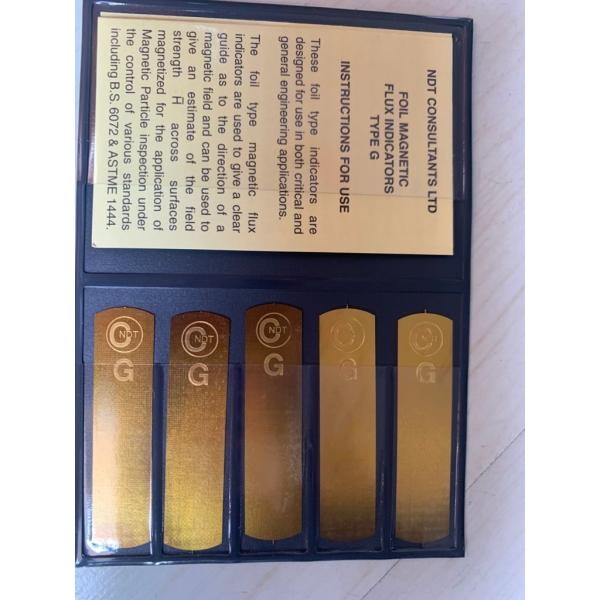 NDT CONSULTANTS LTD
FOIL MAGNETIC
FLUX INDICATORS
TYPE G
INSTRUCTIONS FOR USE
These foil type indicators are
designed for use in both critical and
general engineering applications.
The foil type magnetic flux
indicators are used to give a clear
guide as to the direction of a
magnetic field and can be used to
give an estimate of the field
strength H̅ across surfaces
magnetized for the application of
Magnetic Particle inspection under
the control of various standards
including B.S. 6072 & ASTME 1444.
C NDT
G
C NDT
G
C NDT
G
G
G